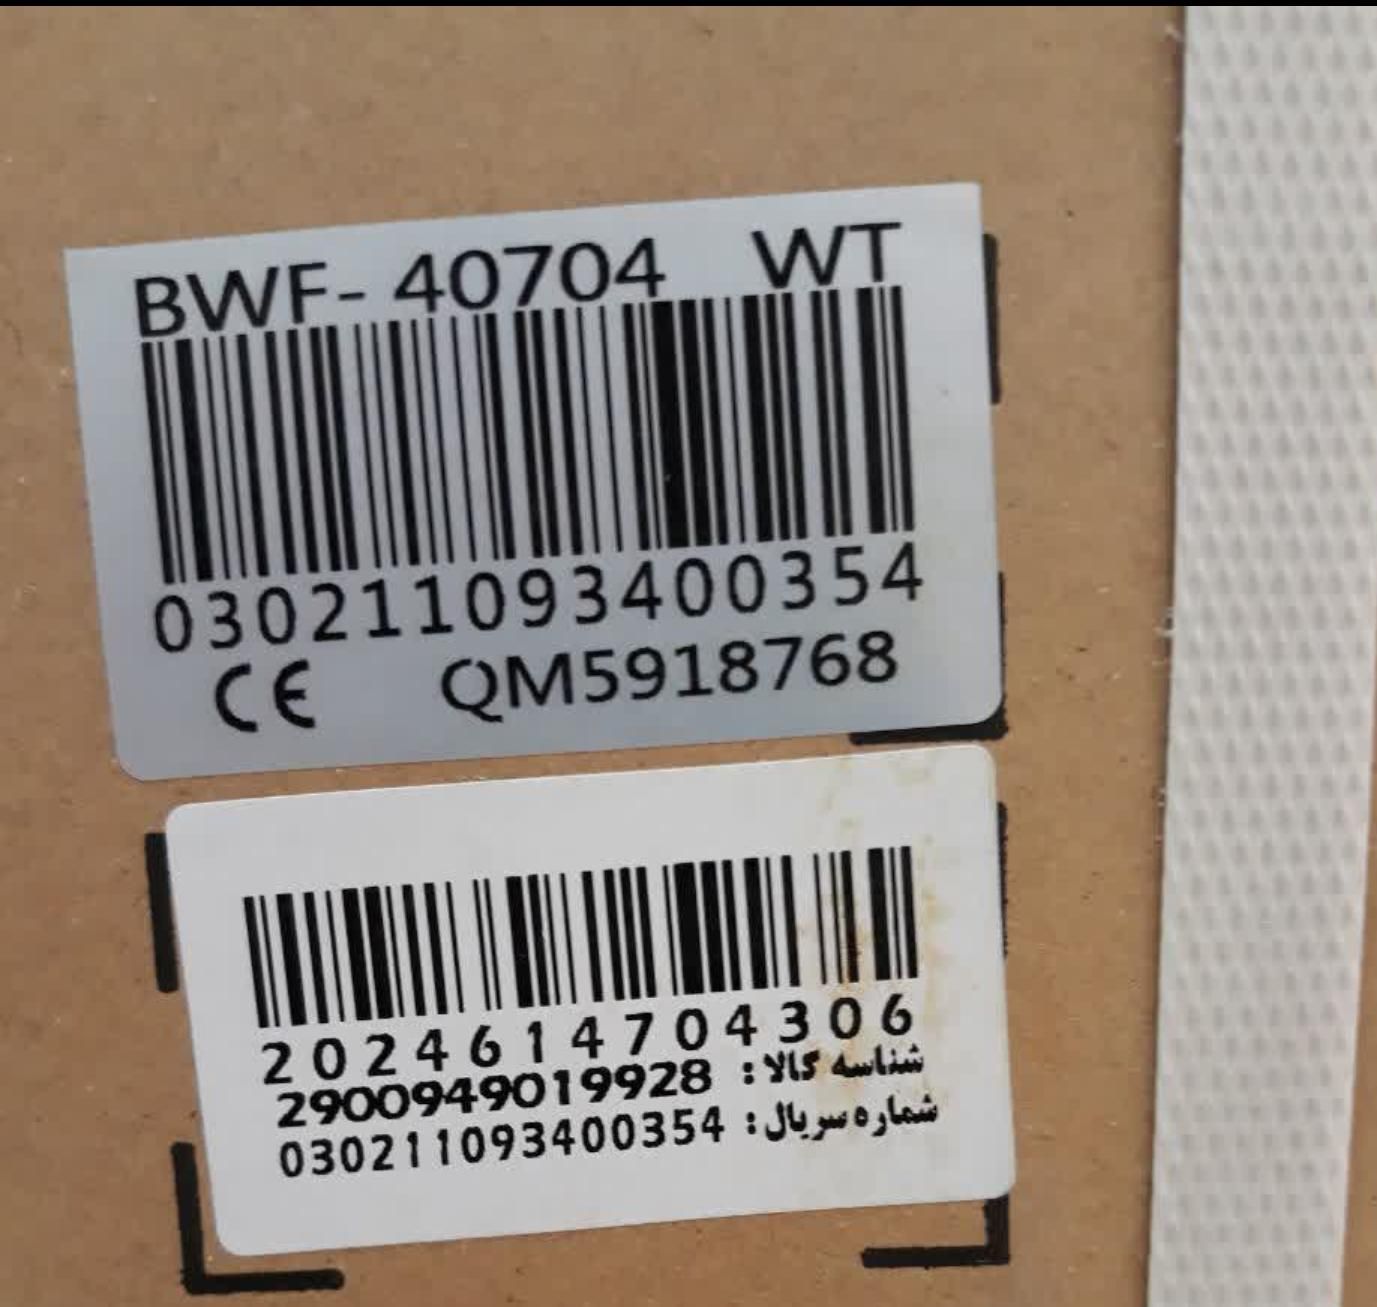 BWF-40704 WT
030211093400354
CE QM5918768
2024614704306
شناسه کالا : 2900949019928
شماره سریال : 030211093400354